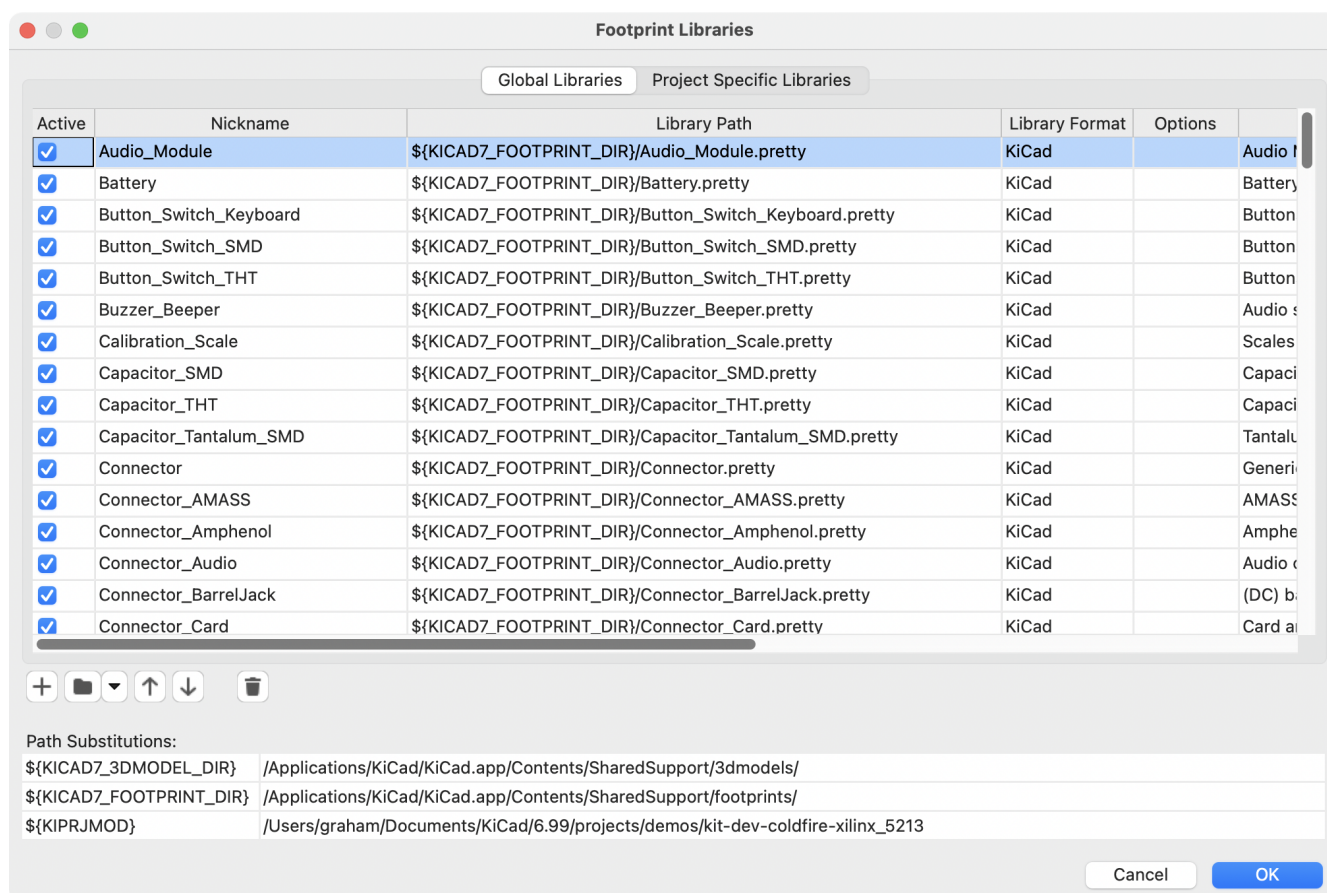 Footprint Libraries
Global Libraries Project Specific Libraries
Active Nickname Library Path Library Format Options
Audio_Module ${KICAD7_FOOTPRINT_DIR}/Audio_Module.pretty KiCad Audio
Battery ${KICAD7_FOOTPRINT_DIR}/Battery.pretty KiCad Battery
Button_Switch_Keyboard ${KICAD7_FOOTPRINT_DIR}/Button_Switch_Keyboard.pretty KiCad Button
Button_Switch_SMD ${KICAD7_FOOTPRINT_DIR}/Button_Switch_SMD.pretty KiCad Button
Button_Switch_THT ${KICAD7_FOOTPRINT_DIR}/Button_Switch_THT.pretty KiCad Button
Buzzer_Beeper ${KICAD7_FOOTPRINT_DIR}/Buzzer_Beeper.pretty KiCad Audio s
Calibration_Scale ${KICAD7_FOOTPRINT_DIR}/Calibration_Scale.pretty KiCad Scales
Capacitor_SMD ${KICAD7_FOOTPRINT_DIR}/Capacitor_SMD.pretty KiCad Capaci
Capacitor_THT ${KICAD7_FOOTPRINT_DIR}/Capacitor_THT.pretty KiCad Capaci
Capacitor_Tantalum_SMD ${KICAD7_FOOTPRINT_DIR}/Capacitor_Tantalum_SMD.pretty KiCad Tantalu
Connector ${KICAD7_FOOTPRINT_DIR}/Connector.pretty KiCad Generi
Connector_AMASS ${KICAD7_FOOTPRINT_DIR}/Connector_AMASS.pretty KiCad AMASS
Connector_Amphenol ${KICAD7_FOOTPRINT_DIR}/Connector_Amphenol.pretty KiCad Amphe
Connector_Audio ${KICAD7_FOOTPRINT_DIR}/Connector_Audio.pretty KiCad Audio c
Connector_BarrelJack ${KICAD7_FOOTPRINT_DIR}/Connector_BarrelJack.pretty KiCad (DC) ba
Connector_Card ${KICAD7_FOOTPRINT_DIR}/Connector_Card.pretty KiCad Card a
Path Substitutions:
${KICAD7_3DMODEL_DIR} /Applications/KiCad/KiCad.app/Contents/SharedSupport/3dmodels/
${KICAD7_FOOTPRINT_DIR} /Applications/KiCad/KiCad.app/Contents/SharedSupport/footprints/
${KIPRJMOD} /Users/graham/Documents/KiCad/6.99/projects/demos/kit-dev-coldfire-xilinx_5213
Cancel OK